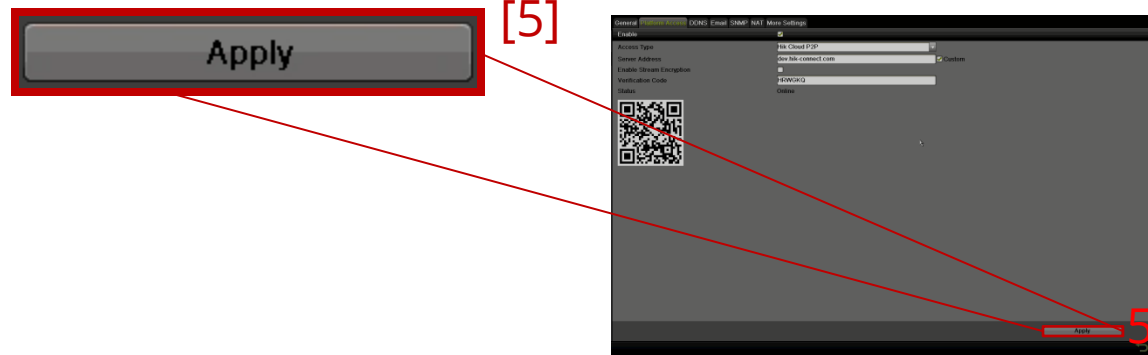 Apply
[5]
General Platform Access DDNS Email SNMP NAT More Settings
Enable
Access Type Hik Cloud P2P
Server Address dev.hik-connect.com Custom
Enable Stream Encryption
Verification Code HRWGKQ
Status Online
Apply
5